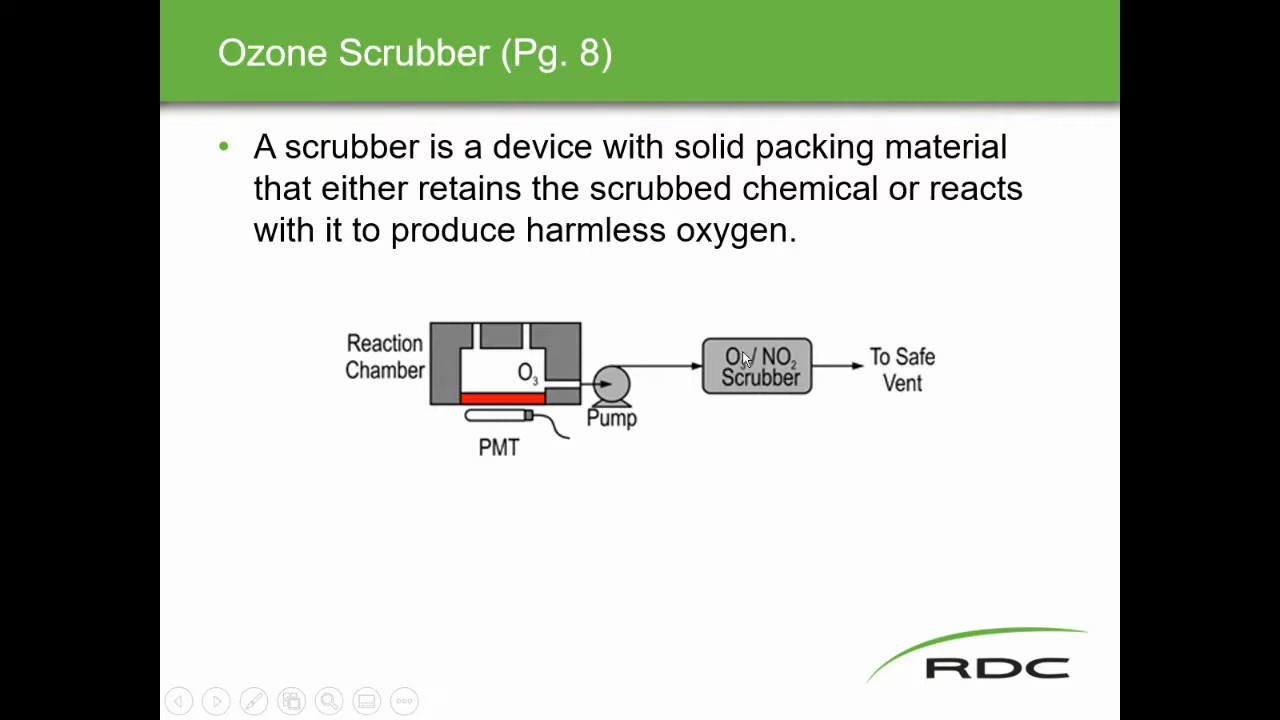 Ozone Scrubber (Pg. 8)
• A scrubber is a device with solid packing material
that either retains the scrubbed chemical or reacts
with it to produce harmless oxygen.
Reaction
Chamber
O₃
PMT
Pump
O₃/ NO₂
Scrubber
To Safe
Vent
RDC